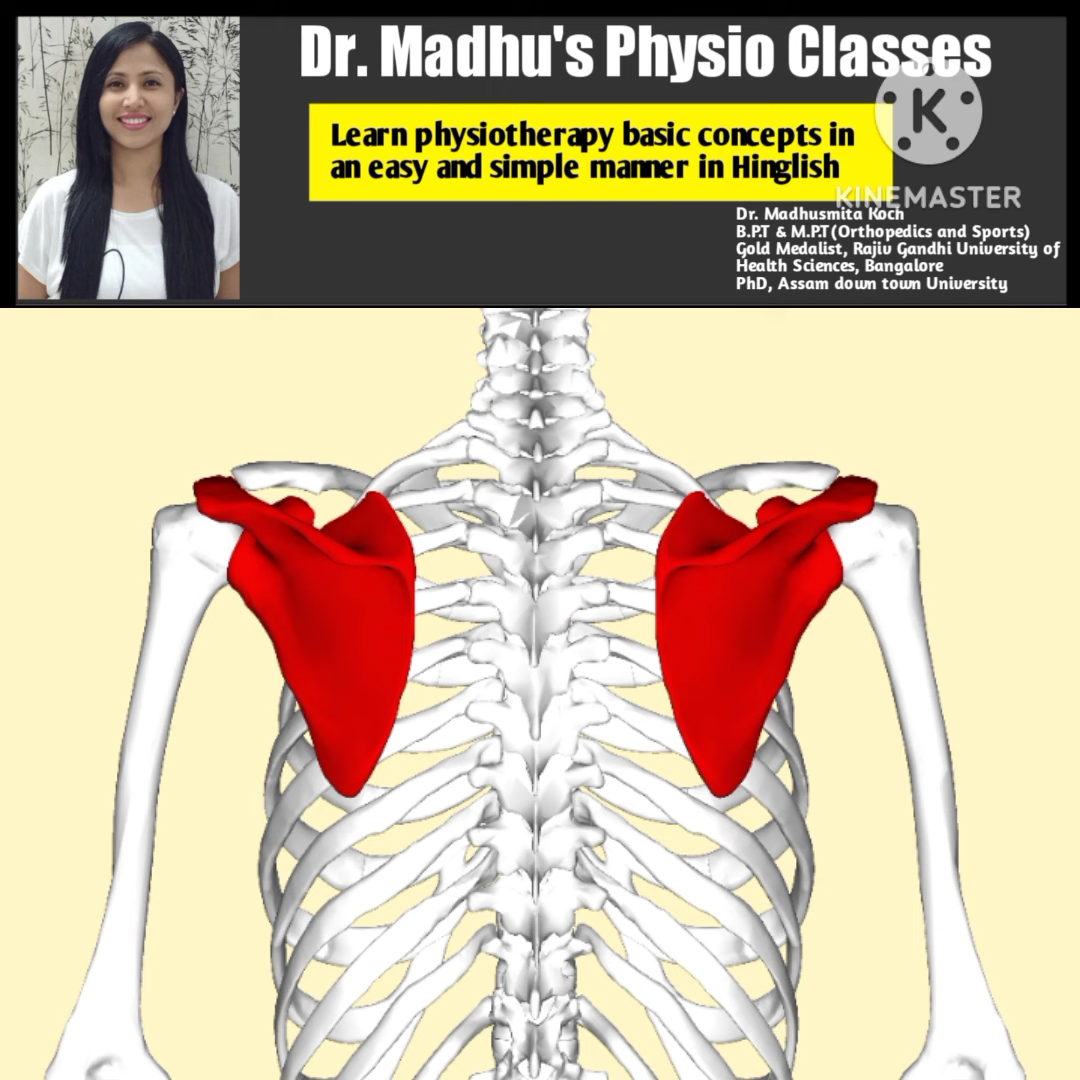 Dr. Madhu's Physio Classes
Learn physiotherapy basic concepts in
an easy and simple manner in Hinglish
K
KINEMASTER
Dr. Madhusmita Koch
B.P.T & M.P.T(Orthopedics and Sports)
Gold Medalist, Rajiv Gandhi University of
Health Sciences, Bangalore
PhD, Assam down town University